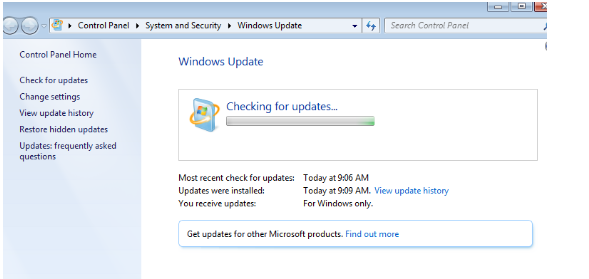 Control Panel ▸ System and Security ▸ Windows Update
Search Control Panel
Control Panel Home
Check for updates
Change settings
View update history
Restore hidden updates
Updates: frequently asked
questions
Windows Update
Checking for updates...
Most recent check for updates: Today at 9:06 AM
Updates were installed: Today at 9:09 AM. View update history
You receive updates: For Windows only.
Get updates for other Microsoft products. Find out more